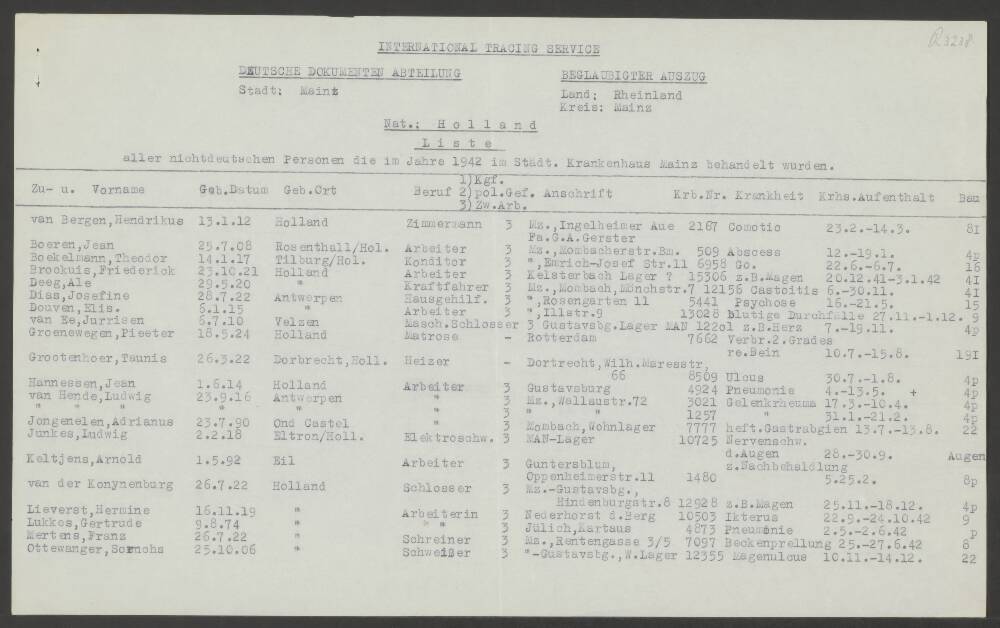 R 3238
INTERNATIONAL TRACING SERVICE
DEUTSCHE DOKUMENTEN ABTEILUNG BEGLAUBIGTER AUSZUG
Stadt: Mainz Land; Rheinland
Kreis: Mainz
Nat.: Holland
Liste
aller nichtdeutschen Personen die im Jahre 1942 im Städt. Krankenhaus Mainz behandelt wurden.
1)Kgf.
Zu- u. Vorname Geb.Datum Geb.Ort Beruf 2)pol.Gef. Anschrift Krb.Nr. Krankheit Krhs.Aufenthalt Bau
3)Zw.Arb.
van Bergen,Hendrikus 13.1.12 Holland Zimmermann 3 Mz.,Ingelheimer Aue 2167 Comotio 23.2.-14.3. 8I
Fa.G.A.Gerster
Boeren,Jean 25.7.08 Rosenthall/Hol. Arbeiter 3 Mz.,Mombacherstr.Bm. 509 Abscess 12.-19.1. 4p
Boekelmann,Theodor 14.1.17 Tilburg/Hol. Konditor 3 ",Emrich-Josef Str.11 6958 Go. 22.6.-6.7. 16
Brockuis,Friederick 23.10.21 Holland Arbeiter 3 Kelsterbach Lager ? 15306 z.B.Magen 20.12.41-3.1.42 4I
Deeg,Ale 29.5.20 " Kraftfahrer 3 Mz.,Mombach,Mönchstr.7 12156 Castoitis 6.-30.11. 4I
Dias,Josefine 28.7.22 Antwerpen Hausgehilf. 3 ",Rosengarten 11 5441 Psychose 16.-21.5. 15
Douven,Elis. 6.1.15 " Arbeiter 3 ",Illstr.9 13028 blutige Durchfälle 27.11.-1.12. 9
van Ee,Jurrisen 6.7.10 Velzen Masch.Schlosser 3 Gustavsbg.Lager MAN 12201 z.B.Herz 7.-19.11. 4p
Groenewegen,Pieeter 18.5.24 Holland Matrose - Rotterdam 7662 Verbr.2.Grades
re.Bein 10.7.-15.8. 19I
Grootenhoer,Teunis 26.3.22 Dorbrecht,Holl. Heizer - Dortrecht,Wilh.Maresstr,
66 8509 Ulcus 30.7.-1.8. 4p
Hannessen,Jean 1.6.14 Holland Arbeiter 3 Gustavsburg 4924 Pneumonie 4.-13.5. + 4p
van Hende,Ludwig 23.9.16 Antwerpen " 3 Mz.,Wallaustr.72 3021 Gelenkrheuma 17.3.-10.4. 4p
" " " " " " 3 " " 1257 " 31.1.-21.2. 4p
Jongenelen,Adrianus 23.7.90 Ond Castel " 3 Mombach,Wohnlager 7777 heft.Gastrabgien 13.7.-13.8. 22
Junkes,Ludwig 2.2.18 Eltron/Holl. Elektroschw. 3 MAN-Lager 10725 Nervenschw.
d.Augen 28.-30.9. Augen
Keltjens,Arnold 1.5.92 Eil Arbeiter 3 Guntersblum, z.Nachbehaldlung
Oppenheimerstr.11 1480 5.25.2. 8p
van der Konynenburg 26.7.22 Holland Schlosser 3 Mz.-Gustavsbg.,
Hindenburgstr.8 12928 z.B.Magen 25.11.-18.12. 4p
Lieverst,Hermine 16.11.19 " Arbeiterin 3 Nederhorst d.Berg 10503 Ikterus 22.9.-24.10.42 9
Lukkes,Gertrude 9.8.74 " " " 3 Jülich,Kartaus 4873 Pneumonie 2.5.-2.6.42 p
Mertens,Franz 26.7.22 " Schreiner 3 Mz.,Rentengasse 3/5 7097 Beckenprellung 25.-27.6.42 8
Ottewanger,Sornohs 25.10.06 " Schweißer 3 "-Gustavsbg.,W.Lager 12355 Magenulcus 10.11.-14.12. 22